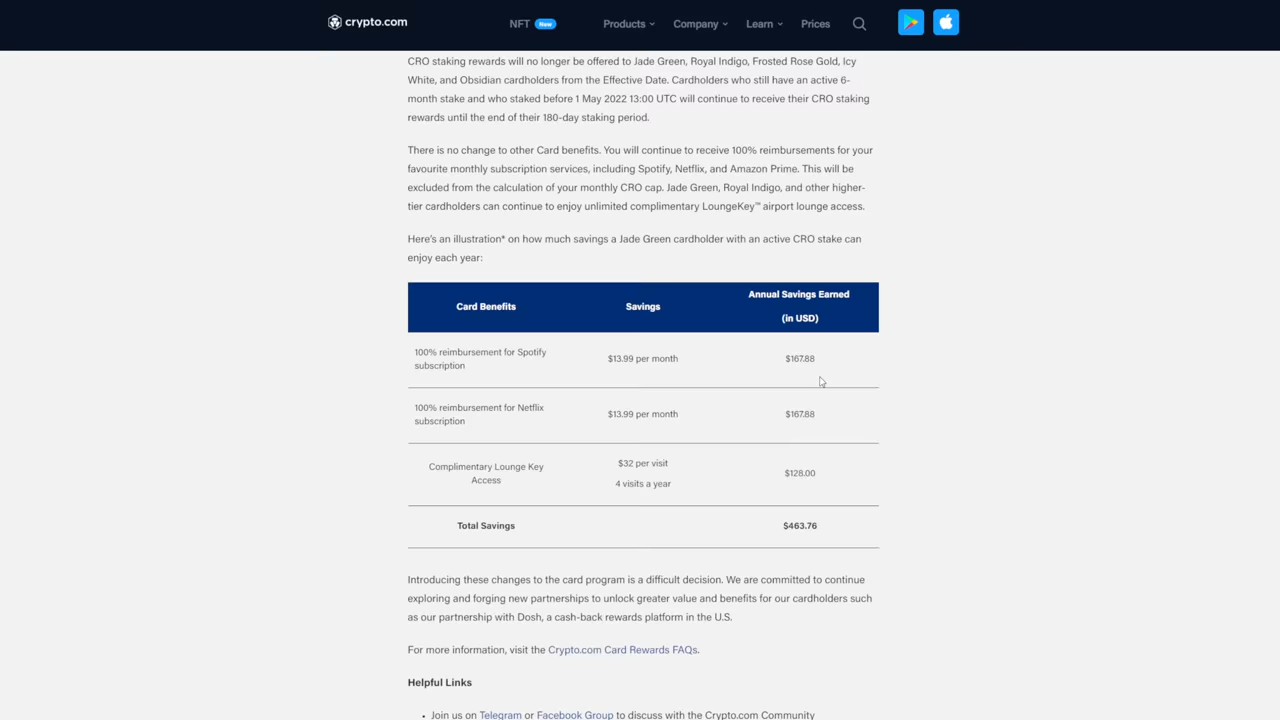 crypto.com
NFT New Products Company Learn Prices
CRO staking rewards will no longer be offered to Jade Green, Royal Indigo, Frosted Rose Gold, Icy
White, and Obsidian cardholders from the Effective Date. Cardholders who still have an active 6-
month stake and who staked before 1 May 2022 13:00 UTC will continue to receive their CRO staking
rewards until the end of their 180-day staking period.
There is no change to other Card benefits. You will continue to receive 100% reimbursements for your
favourite monthly subscription services, including Spotify, Netflix, and Amazon Prime. This will be
excluded from the calculation of your monthly CRO cap. Jade Green, Royal Indigo, and other higher-
tier cardholders can continue to enjoy unlimited complimentary LoungeKey™ airport lounge access.
Here's an illustration* on how much savings a Jade Green cardholder with an active CRO stake can
enjoy each year:
Card Benefits Savings Annual Savings Earned
(in USD)
100% reimbursement for Spotify
subscription
$13.99 per month
$167.88
100% reimbursement for Netflix
subscription
$13.99 per month
$167.88
Complimentary Lounge Key
Access
$32 per visit
4 visits a year
$128.00
Total Savings $463.76
Introducing these changes to the card program is a difficult decision. We are committed to continue
exploring and forging new partnerships to unlock greater value and benefits for our cardholders such
as our partnership with Dosh, a cash-back rewards platform in the U.S.
For more information, visit the Crypto.com Card Rewards FAQs.
Helpful Links
• Join us on Telegram or Facebook Group to discuss with the Crypto.com Community